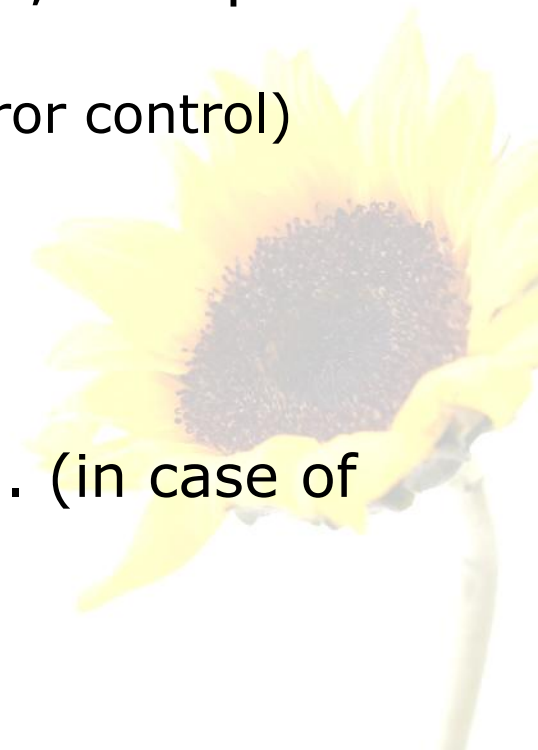 ror control)
. (in case of